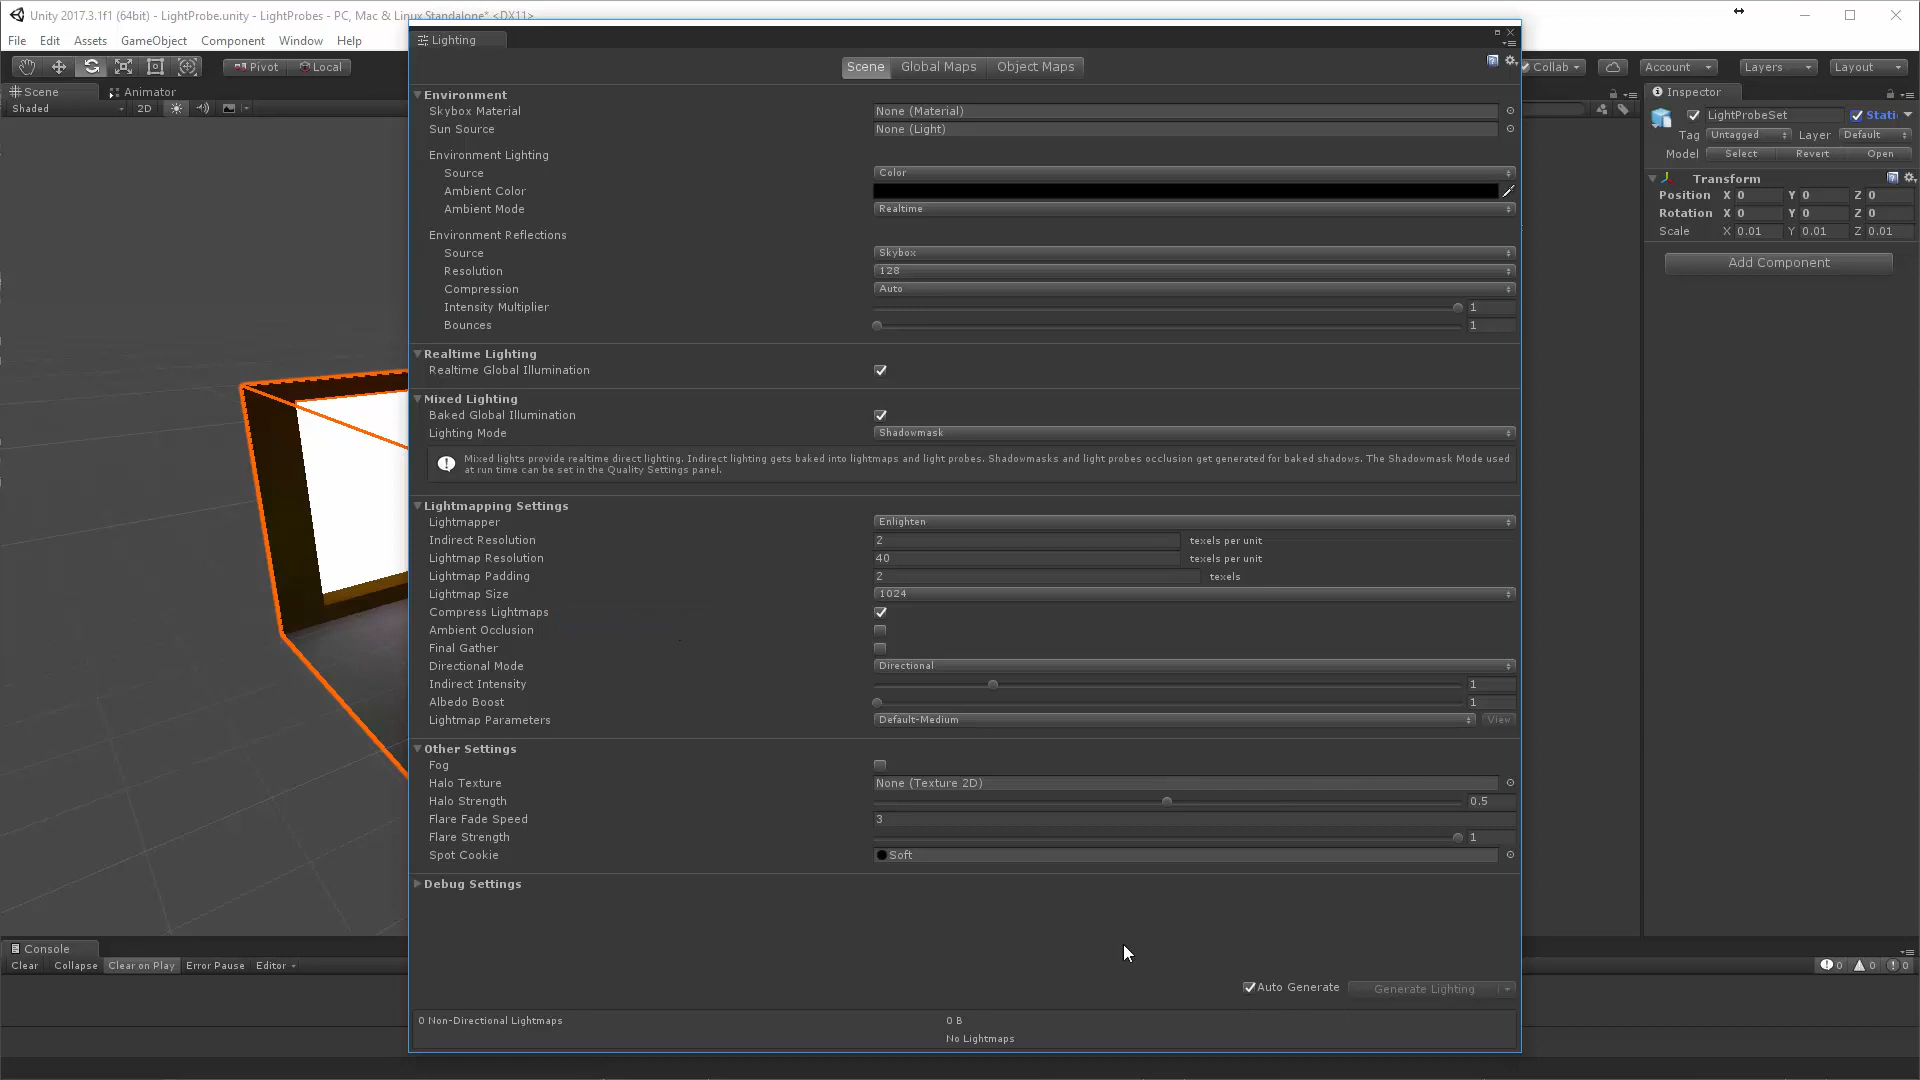 Unity 2017.3.1f1 (64bit) - LightProbe.unity - LightProbes - PC, Mac & Linux Standalone* <DX11>
File Edit Assets GameObject Component Window Help
Pivot Local
Collab Account Layers Layout
Scene Animator
Shaded 2D
Lighting
Scene Global Maps Object Maps
Environment
Skybox Material None (Material)
Sun Source None (Light)
Environment Lighting
Source Color
Ambient Color
Ambient Mode Realtime
Environment Reflections
Source Skybox
Resolution 128
Compression Auto
Intensity Multiplier 1
Bounces 1
Realtime Lighting
Realtime Global Illumination
Mixed Lighting
Baked Global Illumination
Lighting Mode Shadowmask
Mixed lights provide realtime direct lighting. Indirect lighting gets baked into lightmaps and light probes. Shadowmasks and light probes occlusion get generated for baked shadows. The Shadowmask Mode used
at run time can be set in the Quality Settings panel.
Lightmapping Settings
Lightmapper Enlighten
Indirect Resolution 2 texels per unit
Lightmap Resolution 40 texels per unit
Lightmap Padding 2 texels
Lightmap Size 1024
Compress Lightmaps
Ambient Occlusion
Final Gather
Directional Mode Directional
Indirect Intensity 1
Albedo Boost 1
Lightmap Parameters Default-Medium View
Other Settings
Fog
Halo Texture None (Texture 2D)
Halo Strength 0.5
Flare Fade Speed 3
Flare Strength 1
Spot Cookie Soft
Debug Settings
Auto Generate Generate Lighting
0 Non-Directional Lightmaps 0 B
No Lightmaps
Inspector
LightProbeSet Stati
Tag Untagged Layer Default
Model Select Revert Open
Transform
Position X 0 Y 0 Z 0
Rotation X 0 Y 0 Z 0
Scale X 0.01 Y 0.01 Z 0.01
Add Component
Console
Clear Collapse Clear on Play Error Pause Editor
0 0 0